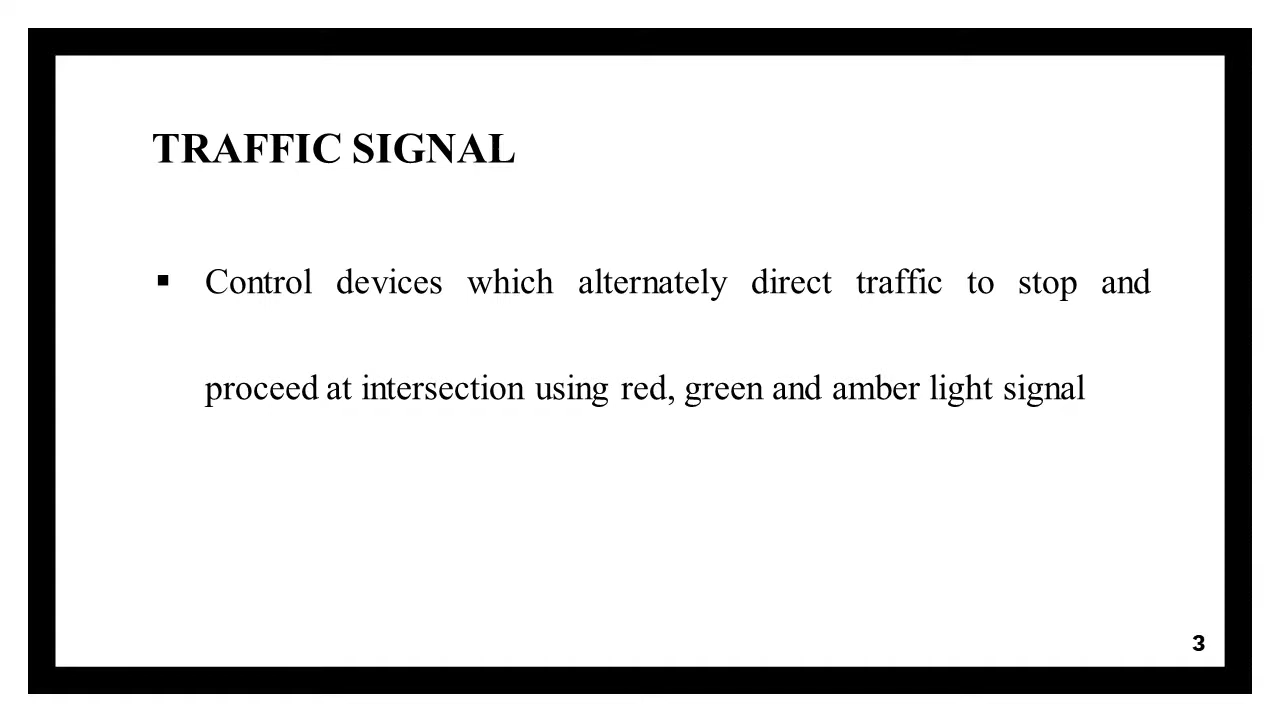 TRAFFIC SIGNAL
▪ Control devices which alternately direct traffic to stop and
proceed at intersection using red, green and amber light signal
3